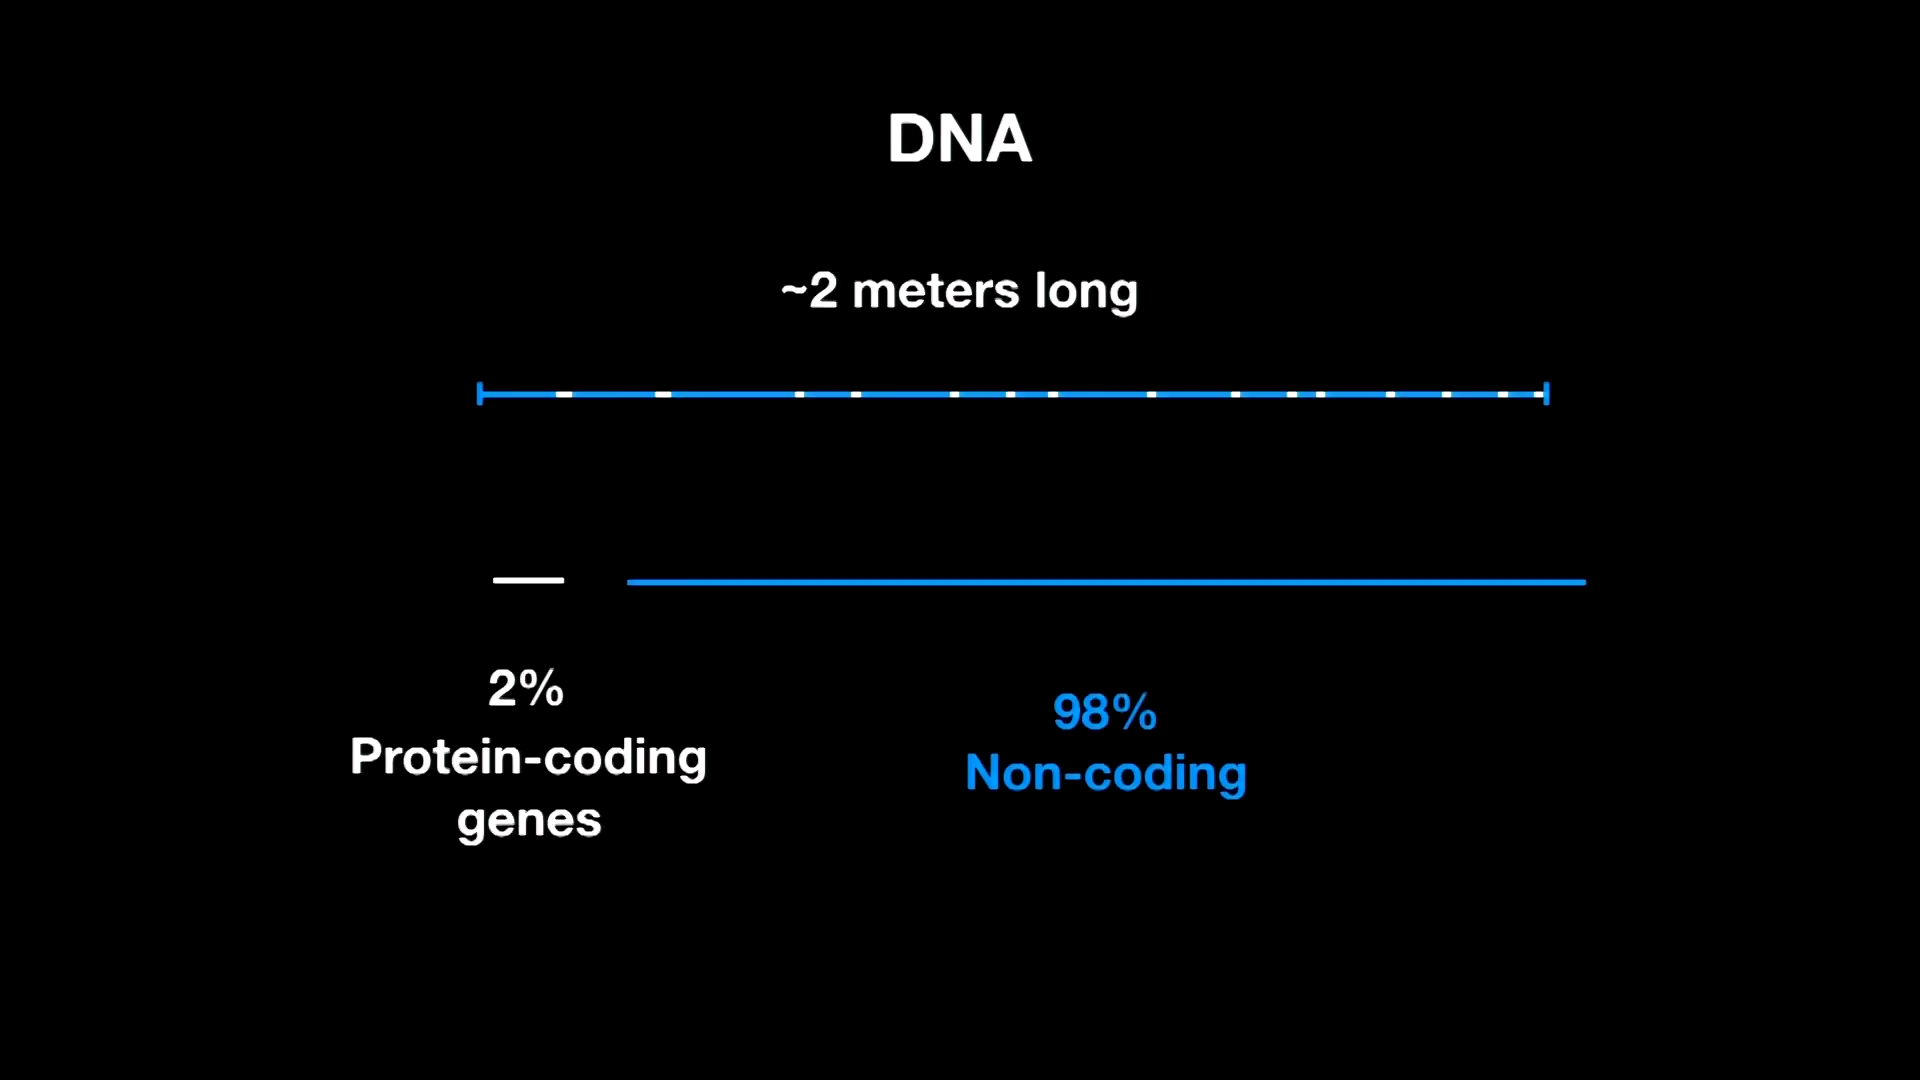 DNA
~2 meters long
2%
Protein-coding
genes
98%
Non-coding